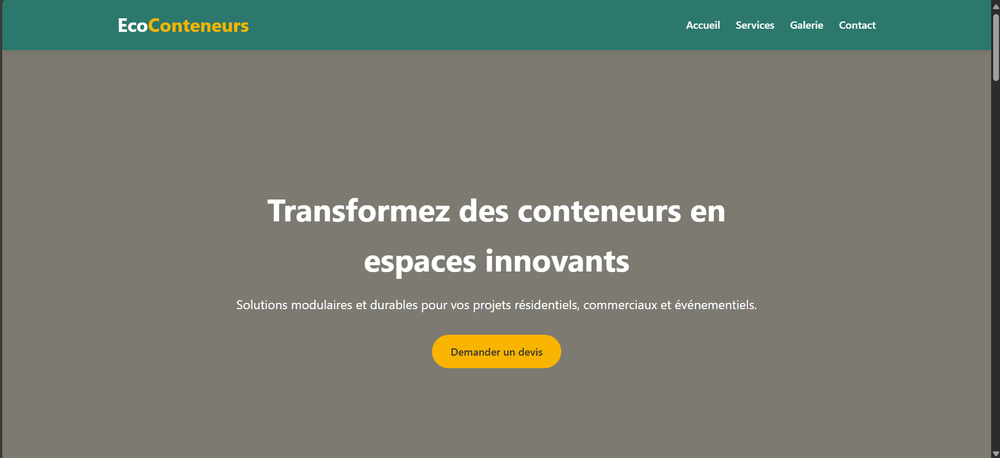 EcoConteneurs
Accueil Services Galerie Contact
Transformez des conteneurs en
espaces innovants
Solutions modulaires et durables pour vos projets résidentiels, commerciaux et événementiels.
Demander un devis